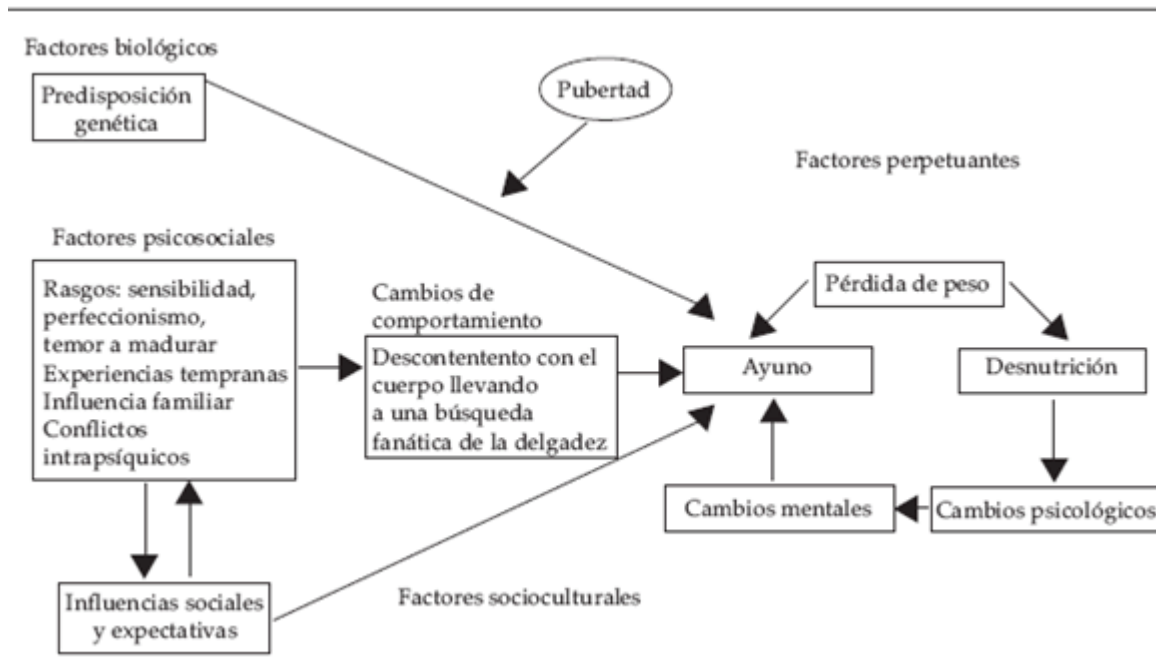 Factores biológicos
Predisposición
genética
Pubertad
Factores perpetuantes
Factores psicosociales
Rasgos: sensibilidad,
perfeccionismo,
temor a madurar
Experiencias tempranas
Influencia familiar
Conflictos
intrapsíquicos
Cambios de
comportamiento
Descontentento con el
cuerpo llevando
a una búsqueda
fanática de la delgadez
Pérdida de peso
Ayuno
Desnutrición
Cambios mentales
Cambios psicológicos
Influencias sociales
y expectativas
Factores socioculturales